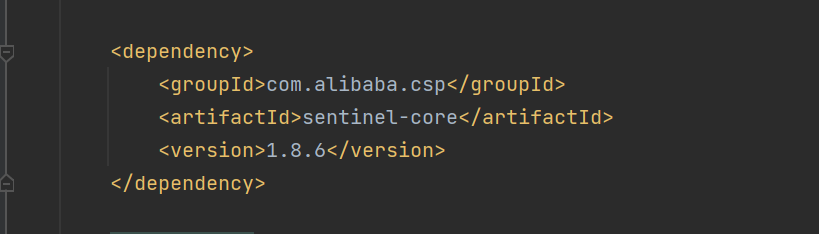 <dependency>
<groupId>com.alibaba.csp</groupId>
<artifactId>sentinel-core</artifactId>
<version>1.8.6</version>
</dependency>